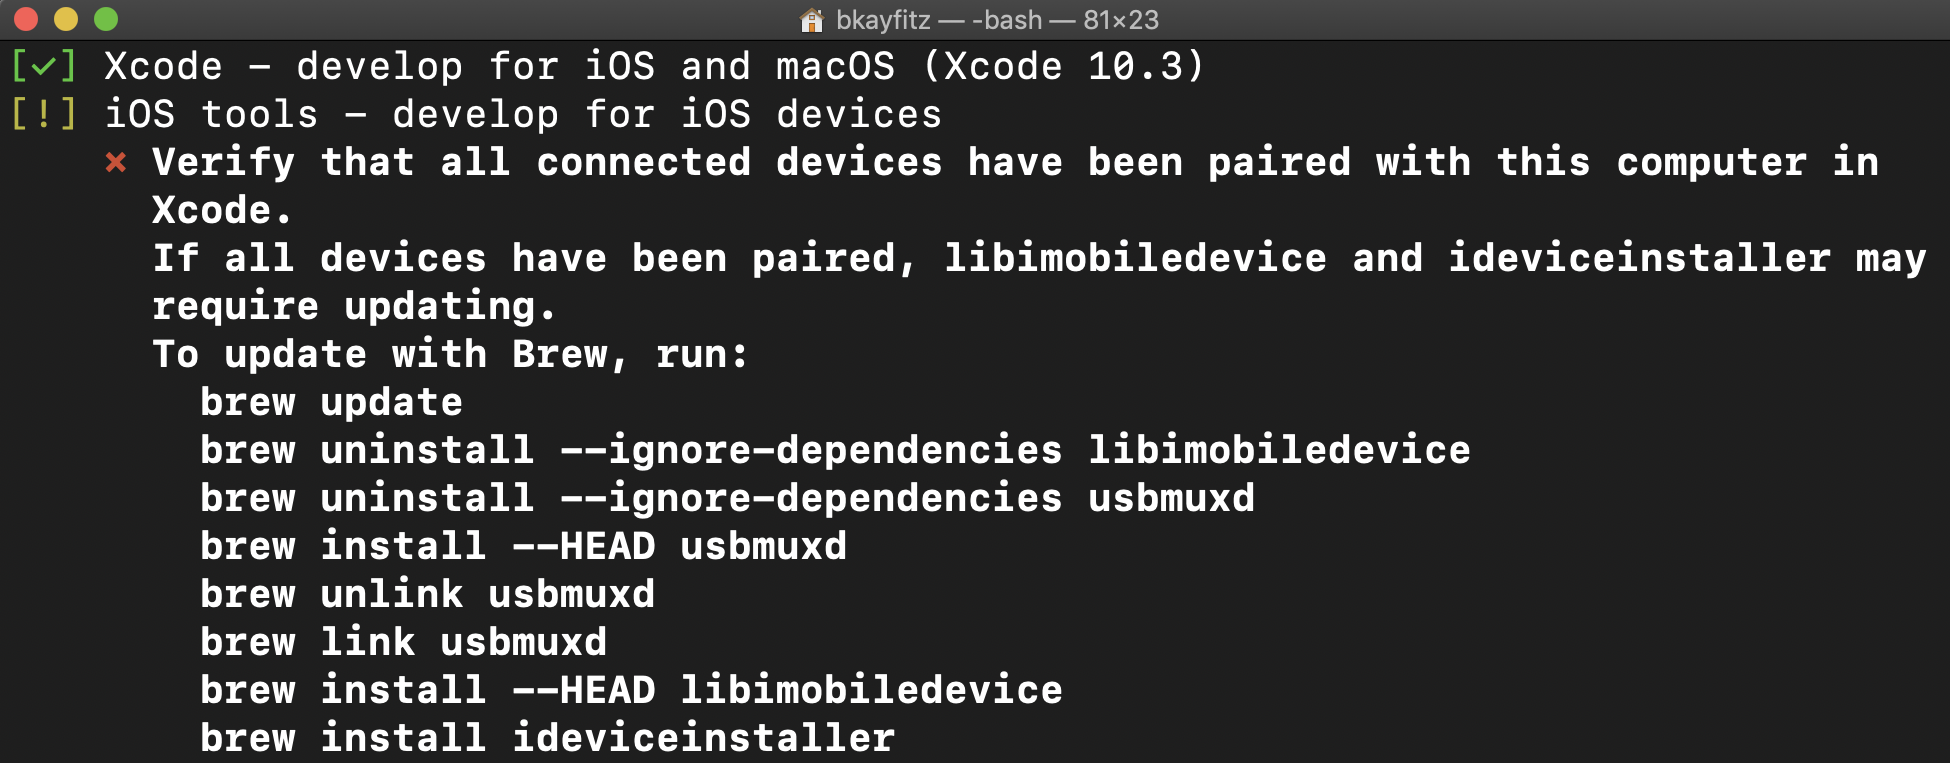 bkayfitz — -bash — 81×23
[✓] Xcode – develop for iOS and macOS (Xcode 10.3)
[!] iOS tools – develop for iOS devices
✗ Verify that all connected devices have been paired with this computer in
Xcode.
If all devices have been paired, libimobiledevice and ideviceinstaller may
require updating.
To update with Brew, run:
brew update
brew uninstall --ignore-dependencies libimobiledevice
brew uninstall --ignore-dependencies usbmuxd
brew install --HEAD usbmuxd
brew unlink usbmuxd
brew link usbmuxd
brew install --HEAD libimobiledevice
brew install ideviceinstaller